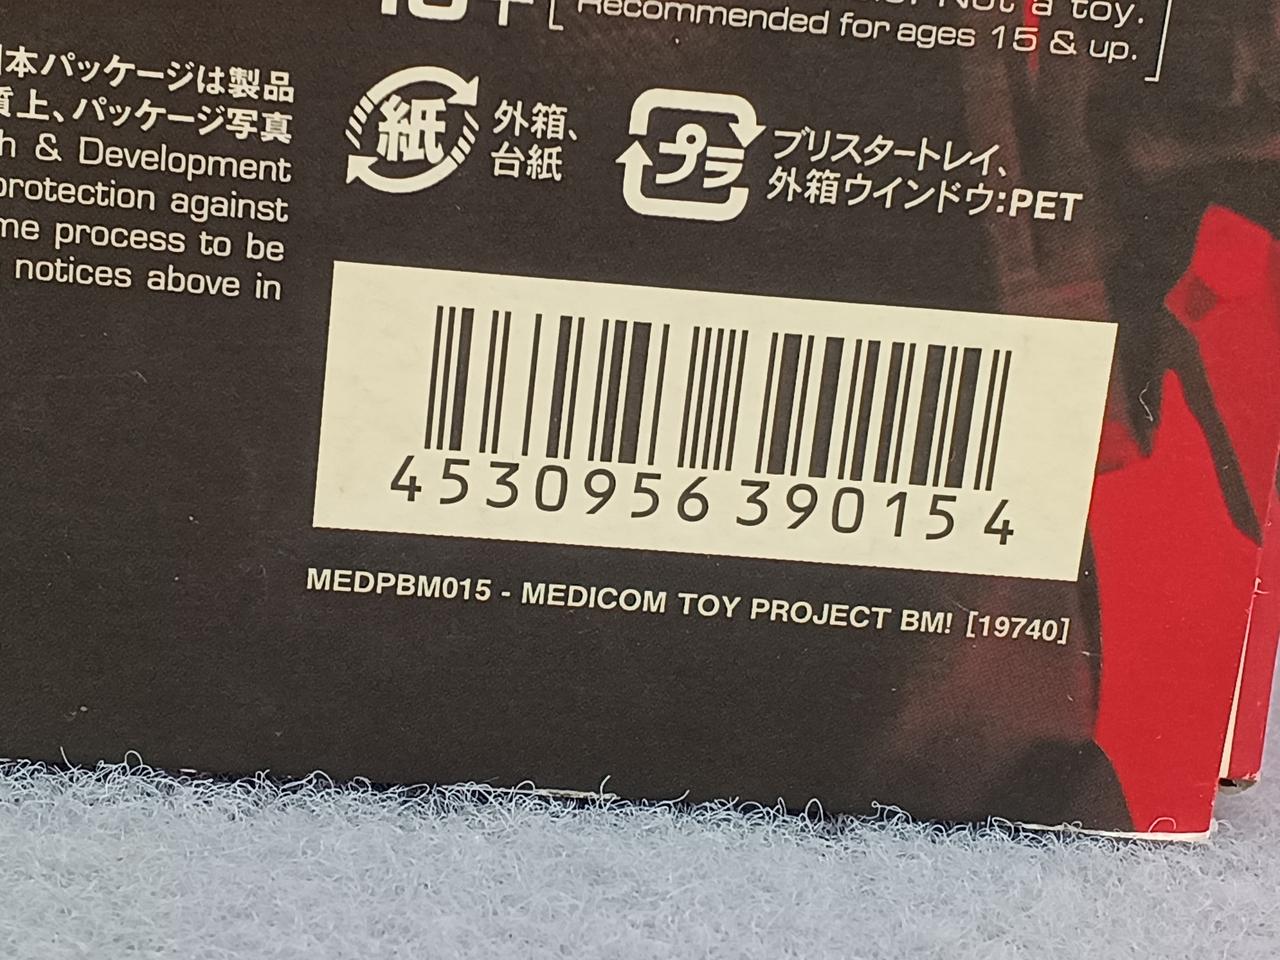 Not a toy.
Recommended for ages 15 & up.
本パッケージは製品
質上、パッケージ写真
& Development
protection against
process to be
notices above in
紙
外箱、
台紙
プラ
ブリスタートレイ、
外箱ウインドウ:PET
4530956390154
MEDPBM015 - MEDICOM TOY PROJECT BM! [19740]